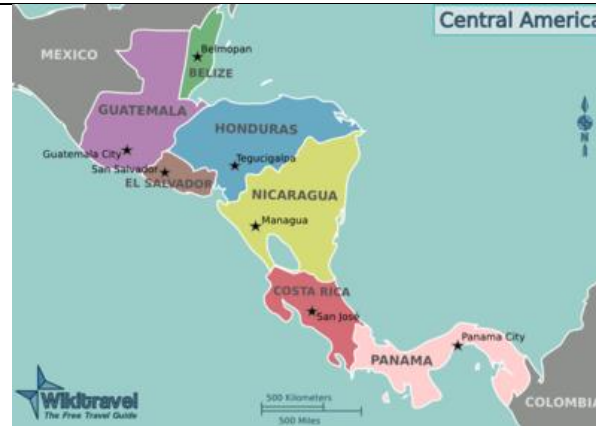 Central America
MEXICO
Belmopan
BELIZE
GUATEMALA
HONDURAS
Guatemala City
Tegucigalpa
San Salvador
EL SALVADOR
NICARAGUA
Managua
COSTA RICA
San José
Panama City
PANAMA
COLOMBIA
N
500 Kilometers
500 Miles
Wikitravel
The Free Travel Guide